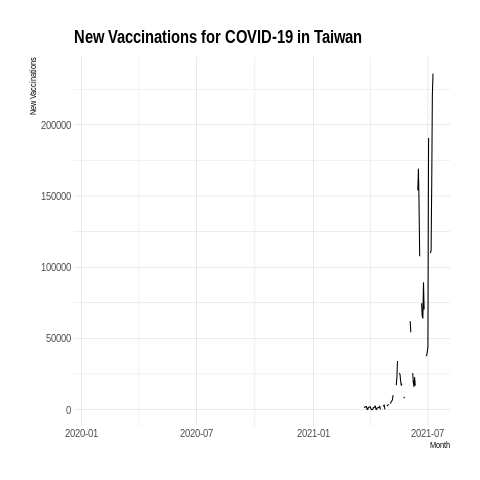 New Vaccinations for COVID-19 in Taiwan
New Vaccinations
200000
150000
100000
50000
0
2020-01 2020-07 2021-01 2021-07
Month